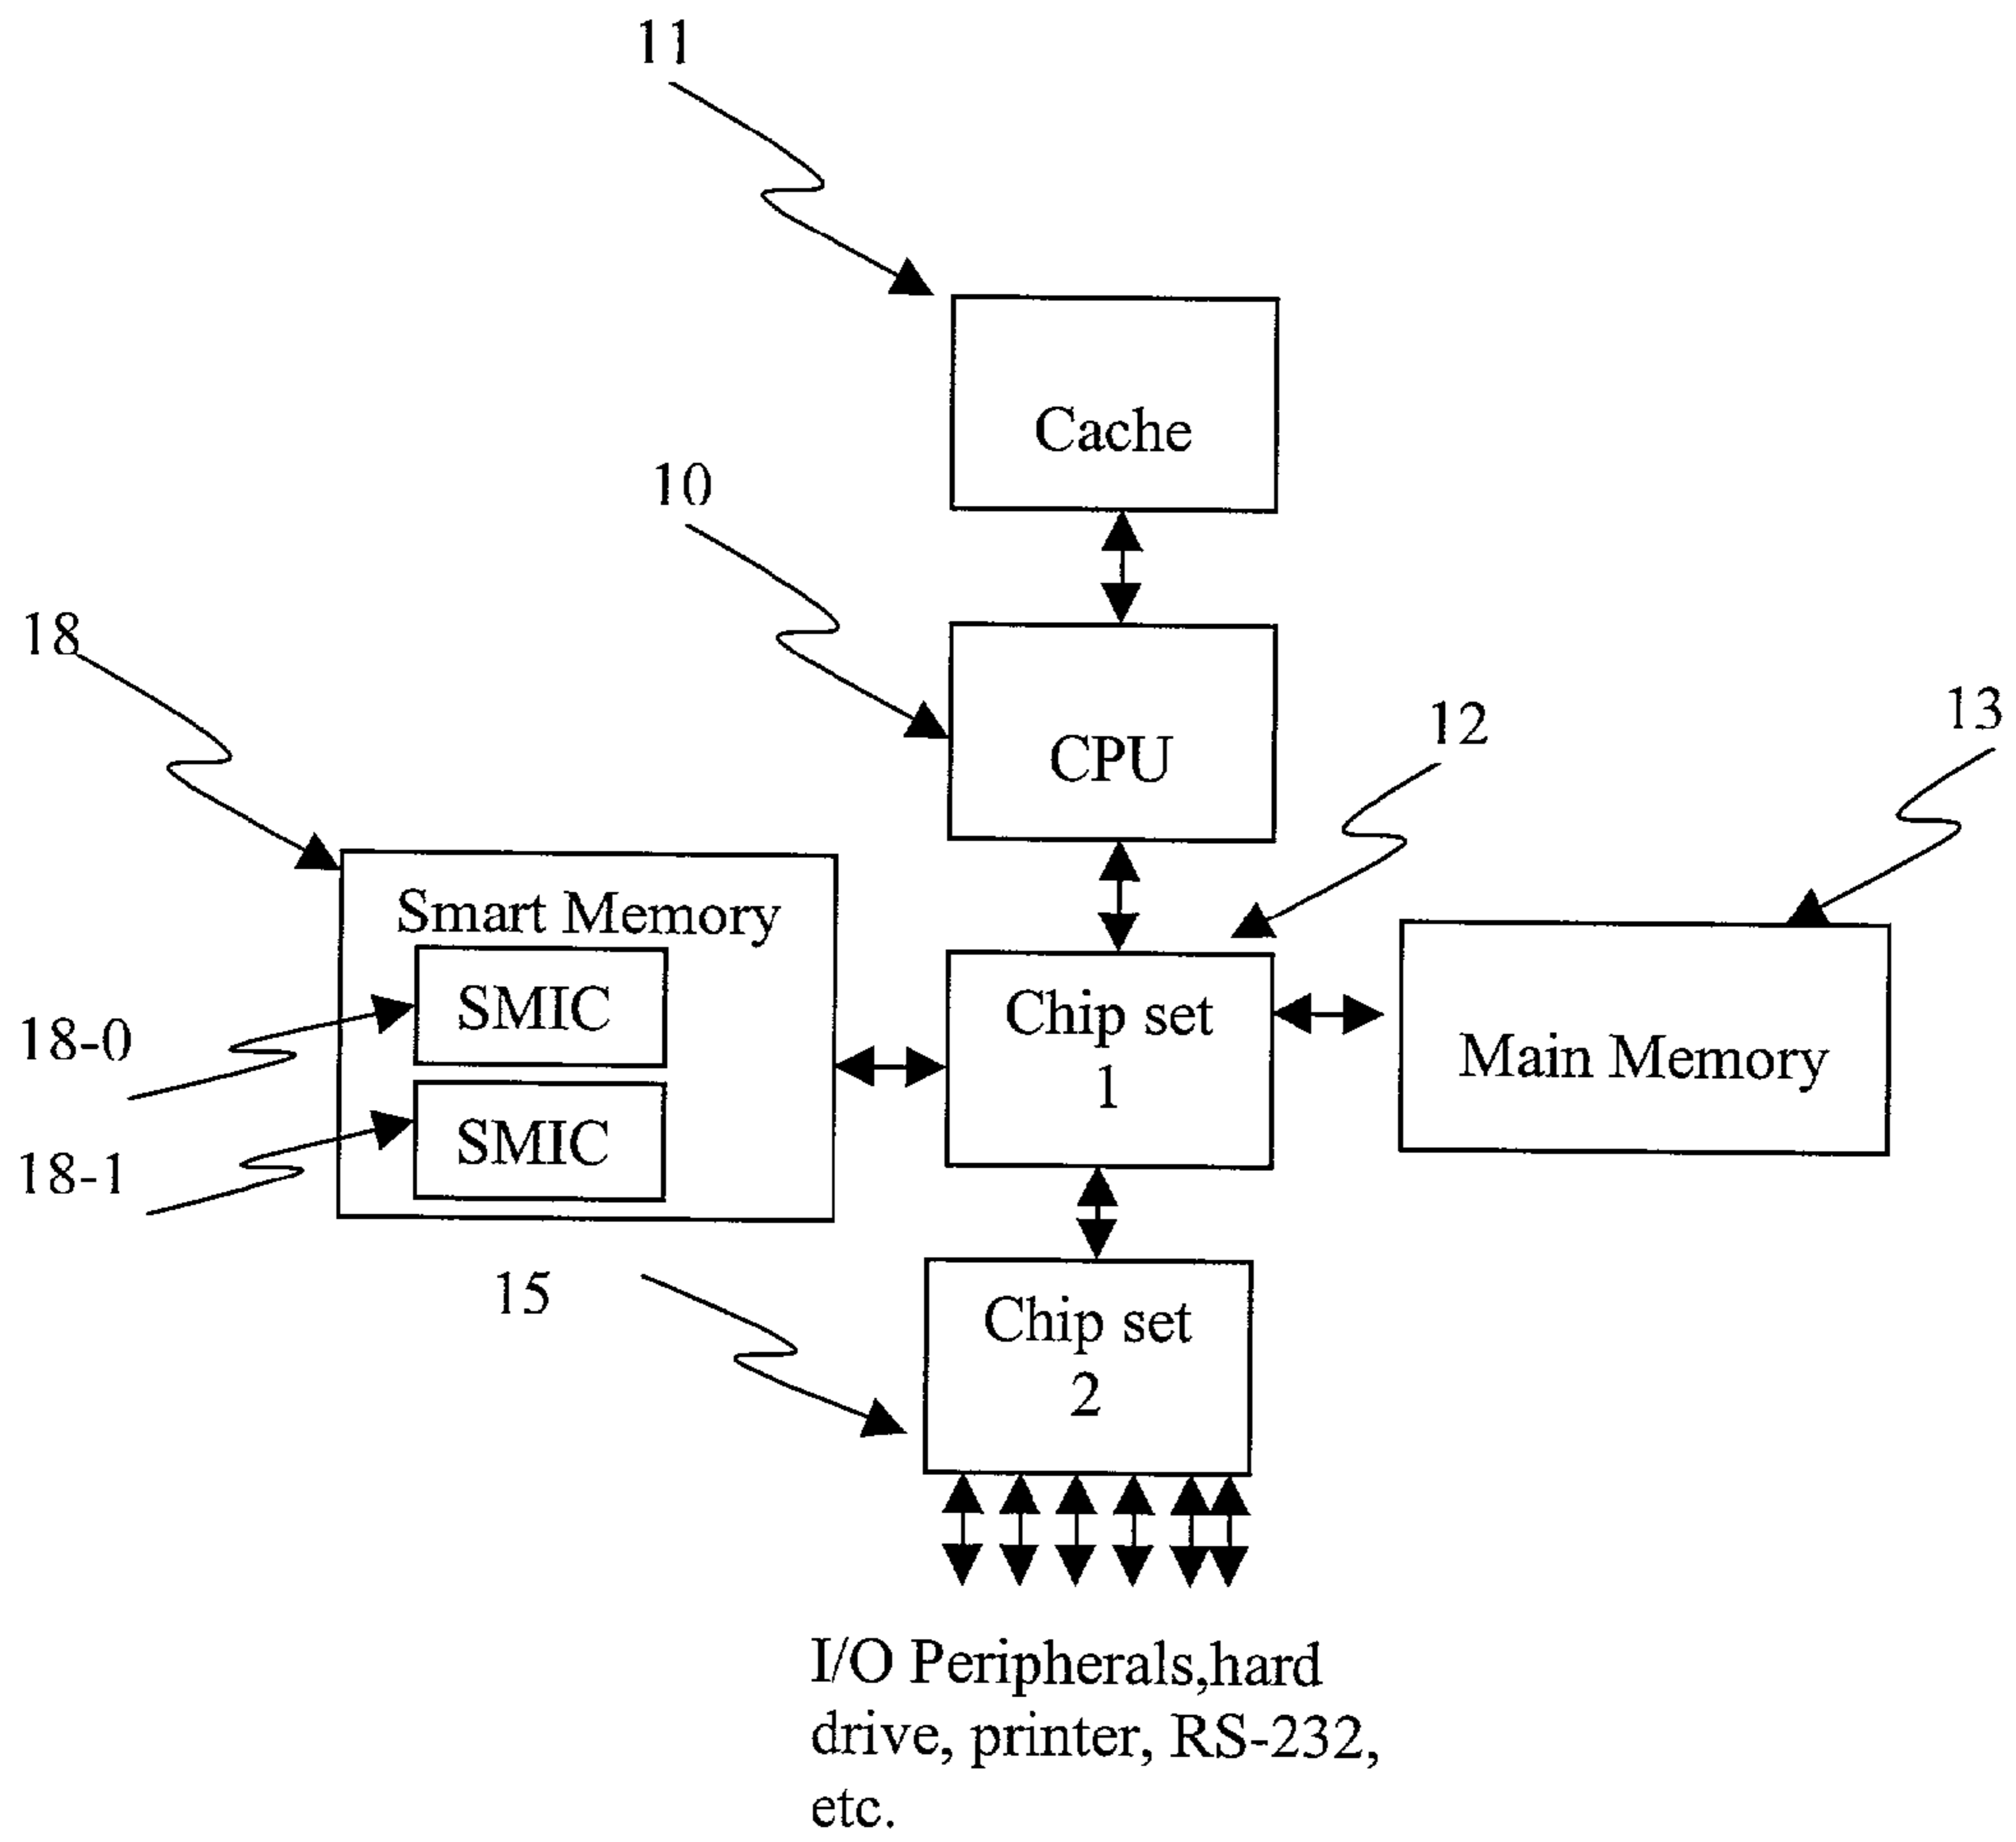 11
Cache
10
18
CPU
12
13
Smart Memory
SMIC
18-0
Chip set
1
Main Memory
SMIC
18-1
15
Chip set
2
I/O Peripherals,hard
drive, printer, RS-232,
etc.